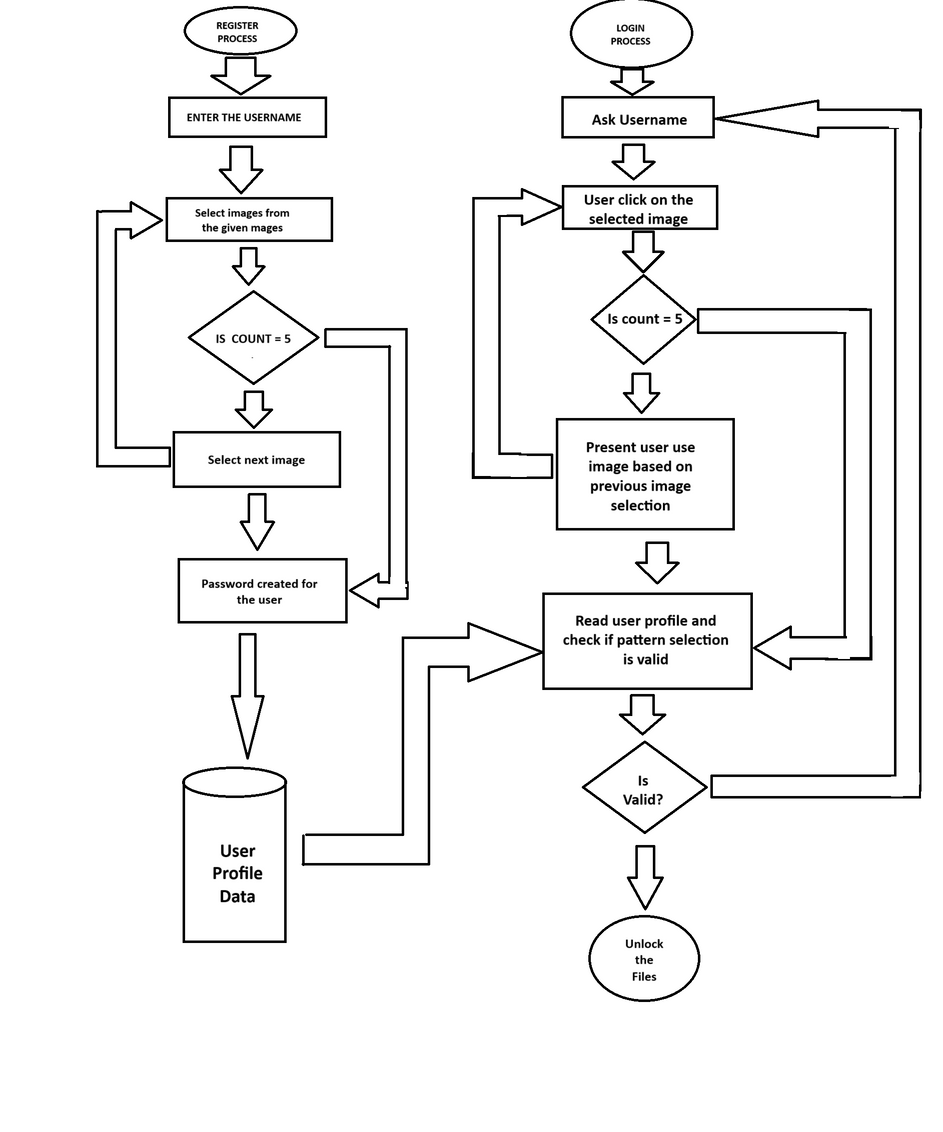 REGISTER
PROCESS
ENTER THE USERNAME
Select images from
the given mages
IS COUNT = 5
Select next image
Password created for
the user
User
Profile
Data
LOGIN
PROCESS
Ask Username
User click on the
selected image
Is count = 5
Present user use
image based on
previous image
selection
Read user profile and
check if pattern selection
is valid
Is
Valid?
Unlock
the
Files